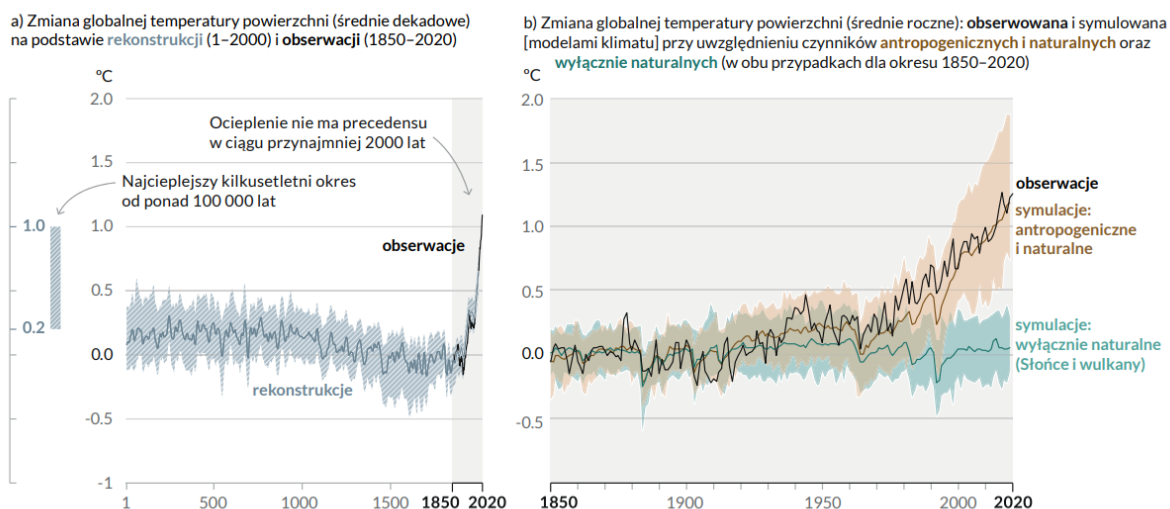 a) Zmiana globalnej temperatury powierzchni (średnie dekadowe)
na podstawie rekonstrukcji (1–2000) i obserwacji (1850–2020)
°C
2.0
1.5
1.0
0.5
0.0
-0.5
-1
1.0
0.2
Ocieplenie nie ma precedensu
w ciągu przynajmniej 2000 lat
Najcieplejszy kilkusetletni okres
od ponad 100 000 lat
obserwacje
rekonstrukcje
1 500 1000 1500 1850 2020
b) Zmiana globalnej temperatury powierzchni (średnie roczne): obserwowana i symulowana
[modelami klimatu] przy uwzględnieniu czynników antropogenicznych i naturalnych oraz
wyłącznie naturalnych (w obu przypadkach dla okresu 1850–2020)
°C
2.0
1.5
1.0
0.5
0.0
-0.5
obserwacje
symulacje:
antropogeniczne
i naturalne
symulacje:
wyłącznie naturalne
(Słońce i wulkany)
1850 1900 1950 2000 2020